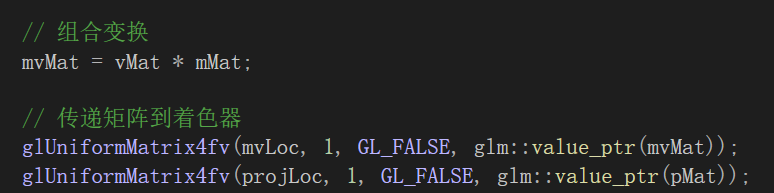 // 组合变换
mvMat = vMat * mMat;
// 传递矩阵到着色器
glUniformMatrix4fv(mvLoc, 1, GL_FALSE, glm::value_ptr(mvMat));
glUniformMatrix4fv(projLoc, 1, GL_FALSE, glm::value_ptr(pMat));